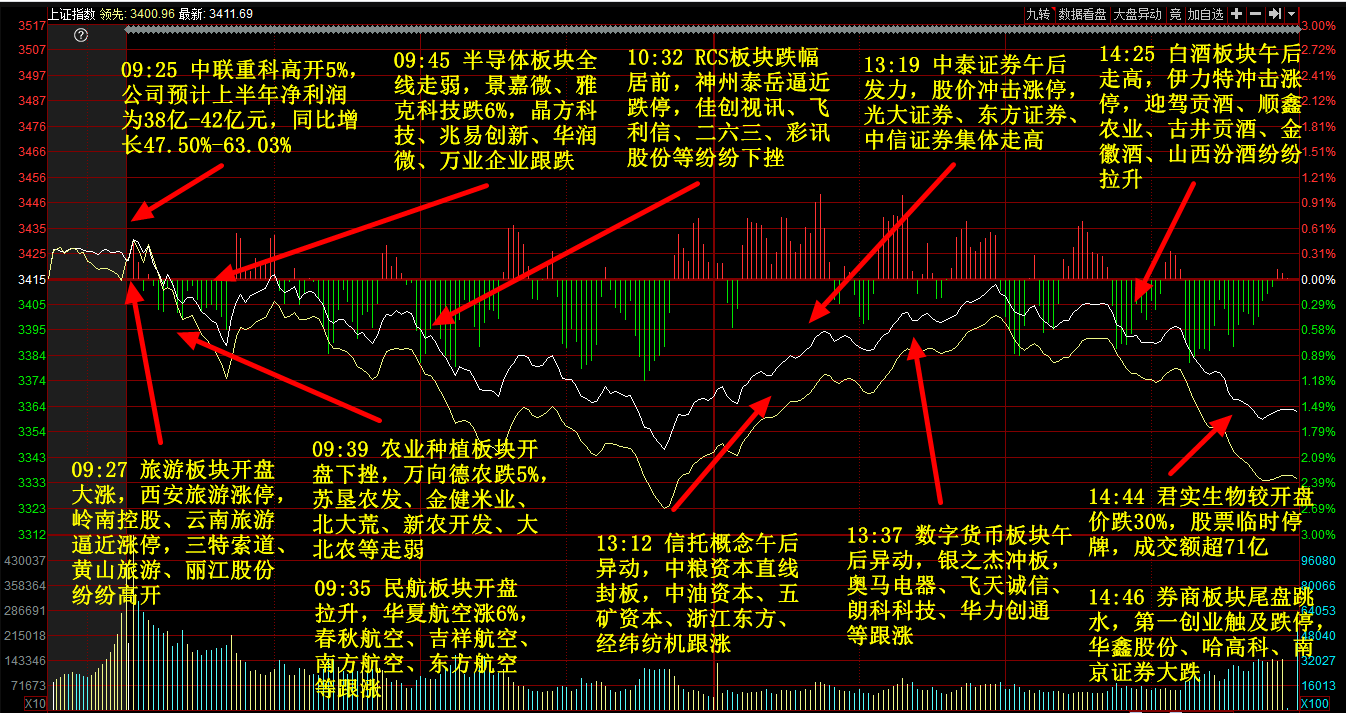 上证指数 领先: 3400.96 最新: 3411.69
九转 数据看盘 大盘异动 竞 加自选
3517
3507
3497
3487
3476
3466
3456
3446
3435
3425
3415
3405
3395
3384
3374
3364
3354
3343
3333
3323
3312
430037
358364
286691
215018
143346
71673
X10
09:25 中联重科高开5%,
公司预计上半年净利润
为38亿-42亿元，同比增
长47.50%-63.03%
09:45 半导体板块全
线走弱，景嘉微、雅
克科技跌6%，晶方科
技、兆易创新、华润
微、万业企业跟跌
10:32 RCS板块跌幅
居前，神州泰岳逼近
跌停，佳创视讯、飞
利信、二六三、彩讯
股份等纷纷下挫
13:19 中泰证券午后
发力，股价冲击涨停，
光大证券、东方证券、
中信证券集体走高
14:25 白酒板块午后
走高，伊力特冲击涨
停，迎驾贡酒、顺鑫
农业、古井贡酒、金
徽酒、山西汾酒纷纷
拉升
09:27 旅游板块开盘
大涨，西安旅游涨停，
岭南控股、云南旅游
逼近涨停，三特索道、
黄山旅游、丽江股份
纷纷高开
09:39 农业种植板块开
盘下挫，万向德农跌5%，
苏垦农发、金健米业、
北大荒、新农开发、大
北农等走弱
09:35 民航板块开盘
拉升，华夏航空涨6%，
春秋航空、吉祥航空、
南方航空、东方航空
等跟涨
13:12 信托概念午后
异动，中粮资本直线
封板，中油资本、五
矿资本、浙江东方、
经纬纺机跟涨
13:37 数字货币板块午
后异动，银之杰冲板，
奥马电器、飞天诚信、
朗科科技、华力创通
等跟涨
14:44 君实生物较开盘
价跌30%，股票临时停
牌，成交额超71亿
14:46 券商板块尾盘跳
水，第一创业触及跌停，
华鑫股份、哈高科、南
京证券大跌
3.00%
2.72%
2.41%
2.12%
1.81%
1.51%
1.21%
0.91%
0.61%
0.31%
0.00%
0.29%
0.58%
0.89%
1.18%
1.49%
1.79%
2.09%
2.39%
2.69%
3.00%
96080
80066
64053
48040
32027
16013
X100